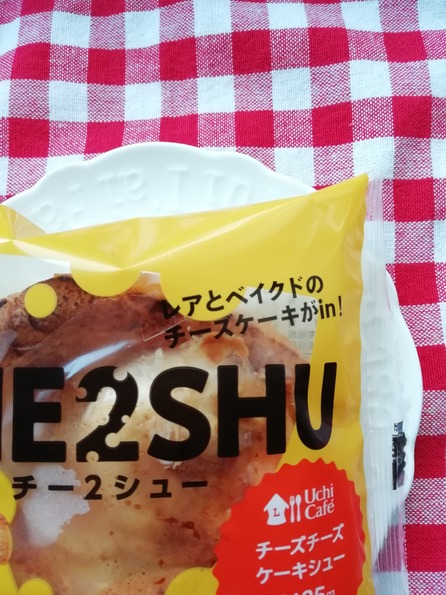 レアとベイクドの
チーズケーキがin!
HE2SHU
チー2シュー
Uchi
Café
チーズチーズ
ケーキシュー